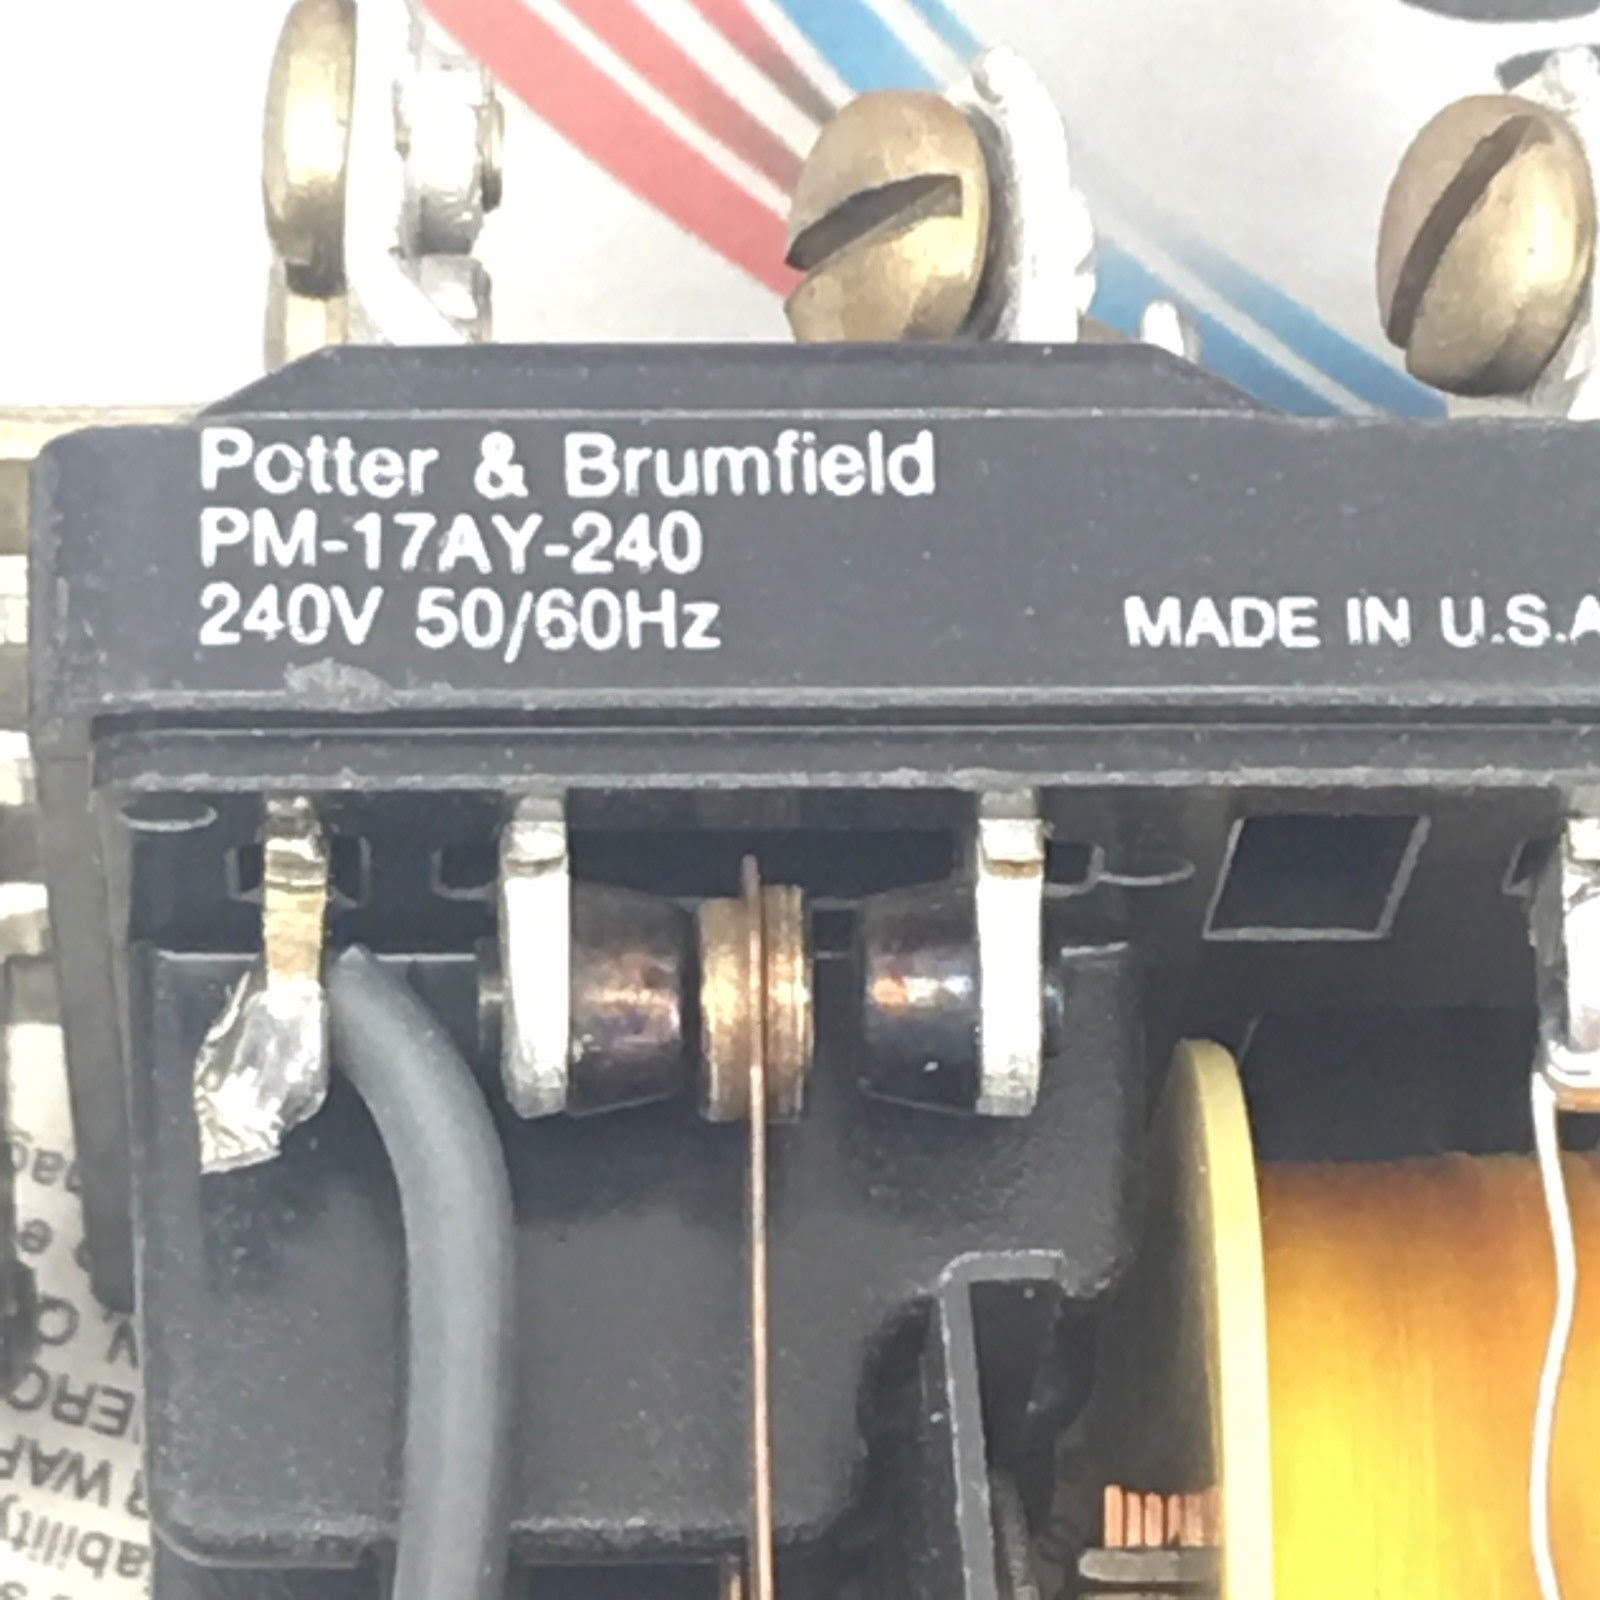 Potter & Brumfield
PM-17AY-240
240V 50/60Hz
MADE IN U.S.A